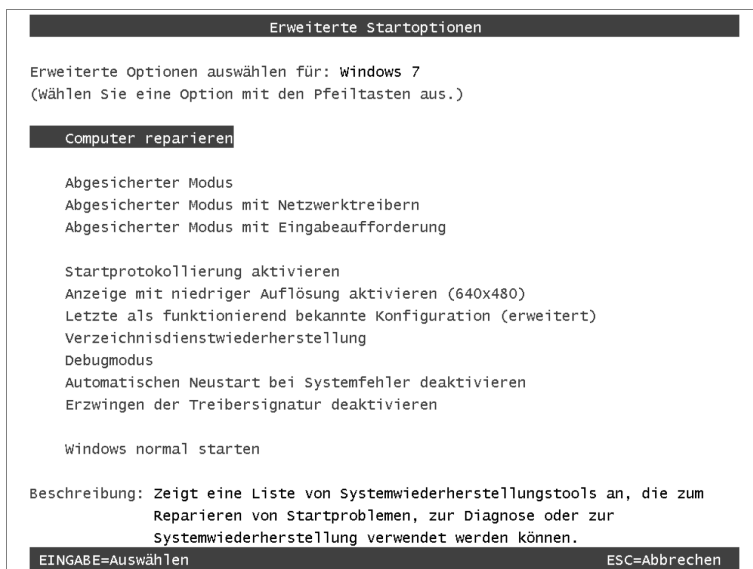 Erweiterte Startoptionen
Erweiterte Optionen auswählen für: Windows 7
(Wählen Sie eine Option mit den Pfeiltasten aus.)
Computer reparieren
Abgesicherter Modus
Abgesicherter Modus mit Netzwerktreibern
Abgesicherter Modus mit Eingabeaufforderung
Startprotokollierung aktivieren
Anzeige mit niedriger Auflösung aktivieren (640x480)
Letzte als funktionierend bekannte Konfiguration (erweitert)
Verzeichnisdienstwiederherstellung
Debugmodus
Automatischen Neustart bei Systemfehler deaktivieren
Erzwingen der Treibersignatur deaktivieren
Windows normal starten
Beschreibung: Zeigt eine Liste von Systemwiederherstellungstools an, die zum
Reparieren von Startproblemen, zur Diagnose oder zur
Systemwiederherstellung verwendet werden können.
EINGABE=Auswählen ESC=Abbrechen